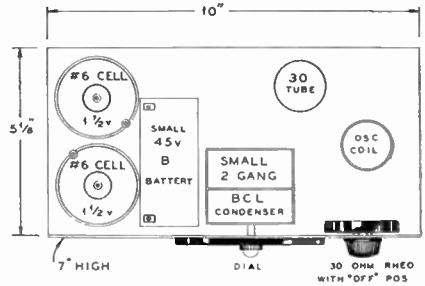 10"
5 1/8"
#6 CELL
1 1/2 V
#6 CELL
1 1/2 V
SMALL
45 V
B
BATTERY
30
TUBE
OSC
COIL
SMALL
2 GANG
BCL
CONDENSER
7" HIGH
DIAL
30 OHM RHEO
WITH "OFF" POS